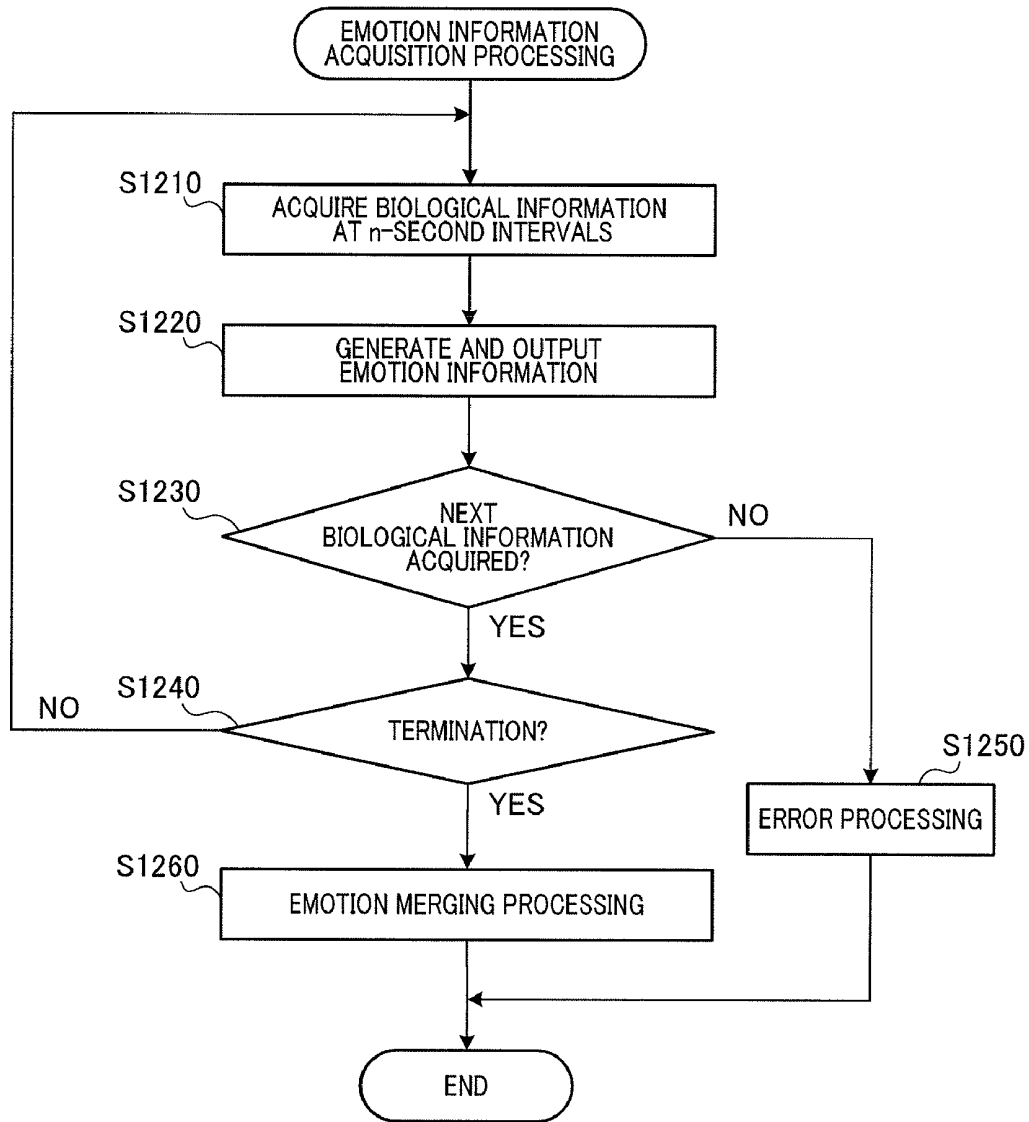 EMOTION INFORMATION
ACQUISITION PROCESSING
S1210
ACQUIRE BIOLOGICAL INFORMATION
AT n-SECOND INTERVALS
S1220
GENERATE AND OUTPUT
EMOTION INFORMATION
S1230
NEXT
BIOLOGICAL INFORMATION
ACQUIRED?
NO
YES
S1240
NO
TERMINATION?
YES
S1250
ERROR PROCESSING
S1260
EMOTION MERGING PROCESSING
END